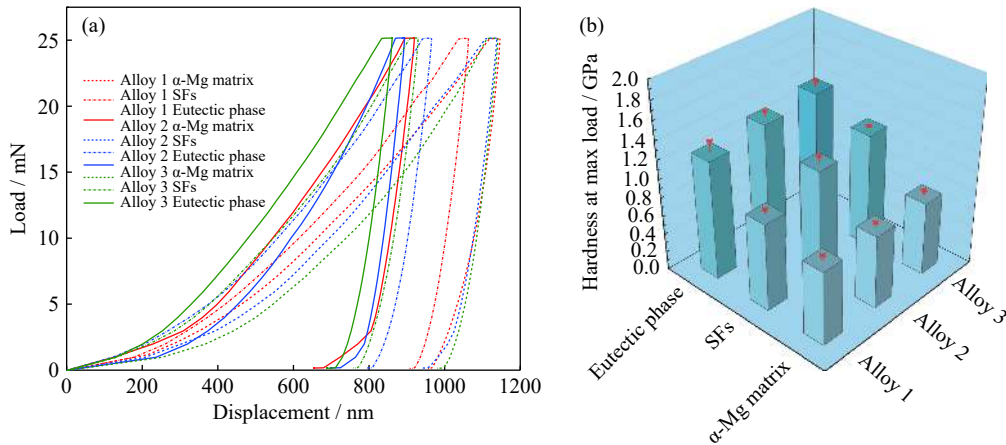 (a)
25
20
15
10
5
0
Load / mN
Alloy 1 α-Mg matrix
Alloy 1 SFs
Alloy 1 Eutectic phase
Alloy 2 α-Mg matrix
Alloy 2 SFs
Alloy 2 Eutectic phase
Alloy 3 α-Mg matrix
Alloy 3 SFs
Alloy 3 Eutectic phase
0 200 400 600 800 1000 1200
Displacement / nm
(b)
Hardness at max load / GPa
2.0
1.8
1.6
1.4
1.2
1.0
0.8
0.6
0.4
0.2
0.0
Eutectic phase
SFs
α-Mg matrix
Alloy 1
Alloy 2
Alloy 3